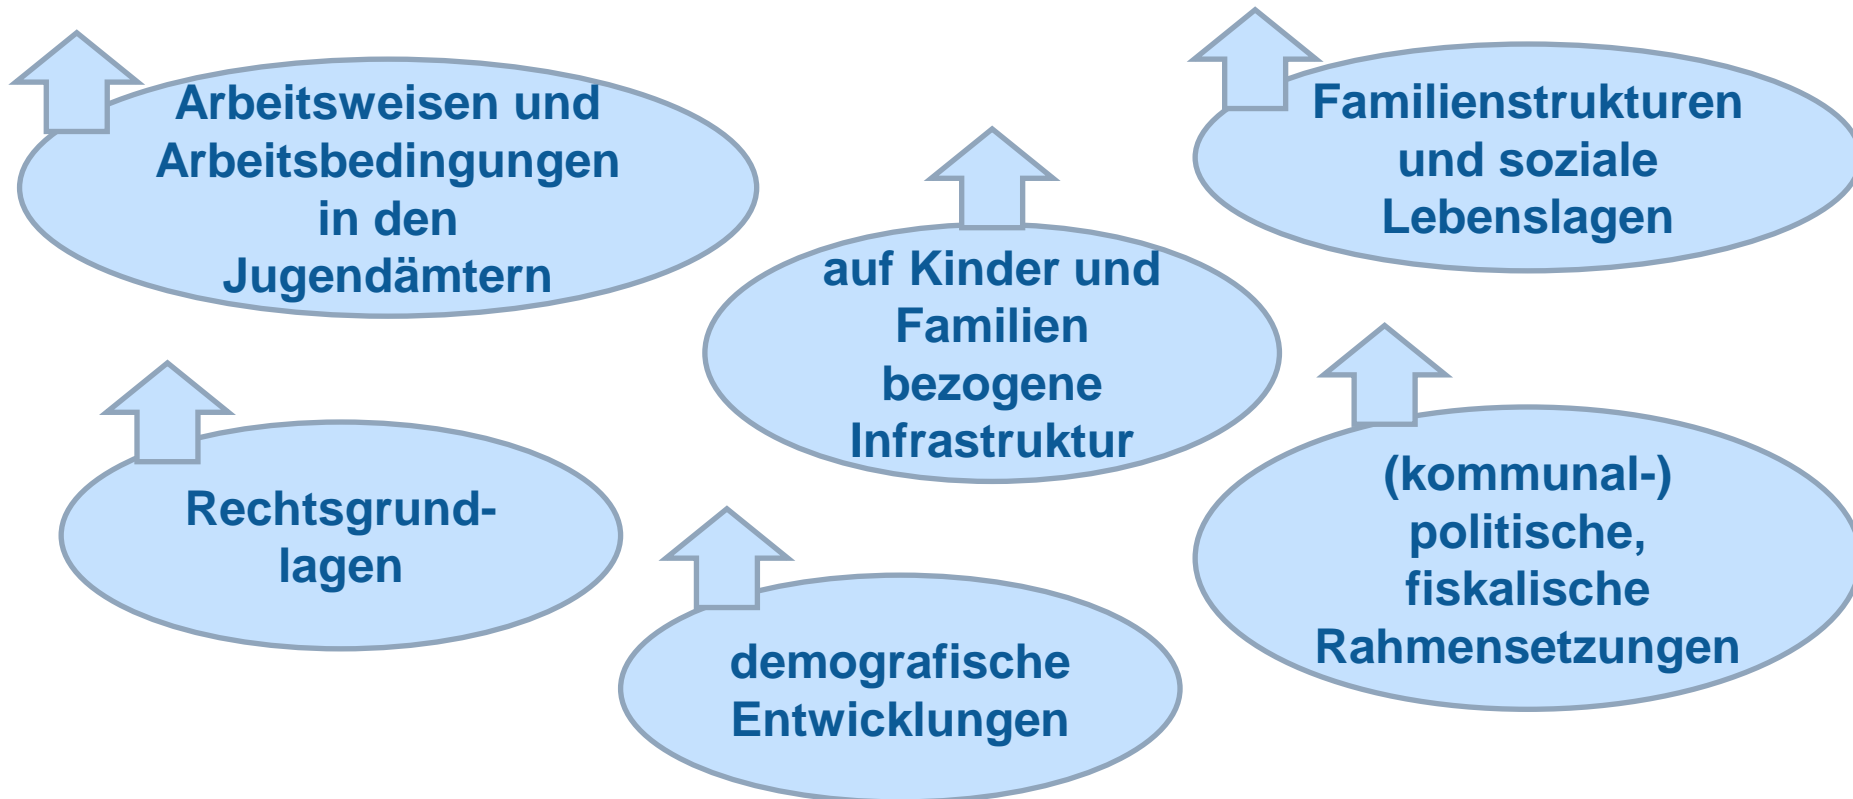 Arbeitsweisen und
Arbeitsbedingungen
in den
Jugendämtern
Familienstrukturen
und soziale
Lebenslagen
auf Kinder und
Familien
bezogene
Infrastruktur
Rechtsgrund-
lagen
(kommunal-)
politische,
fiskalische
Rahmensetzungen
demografische
Entwicklungen